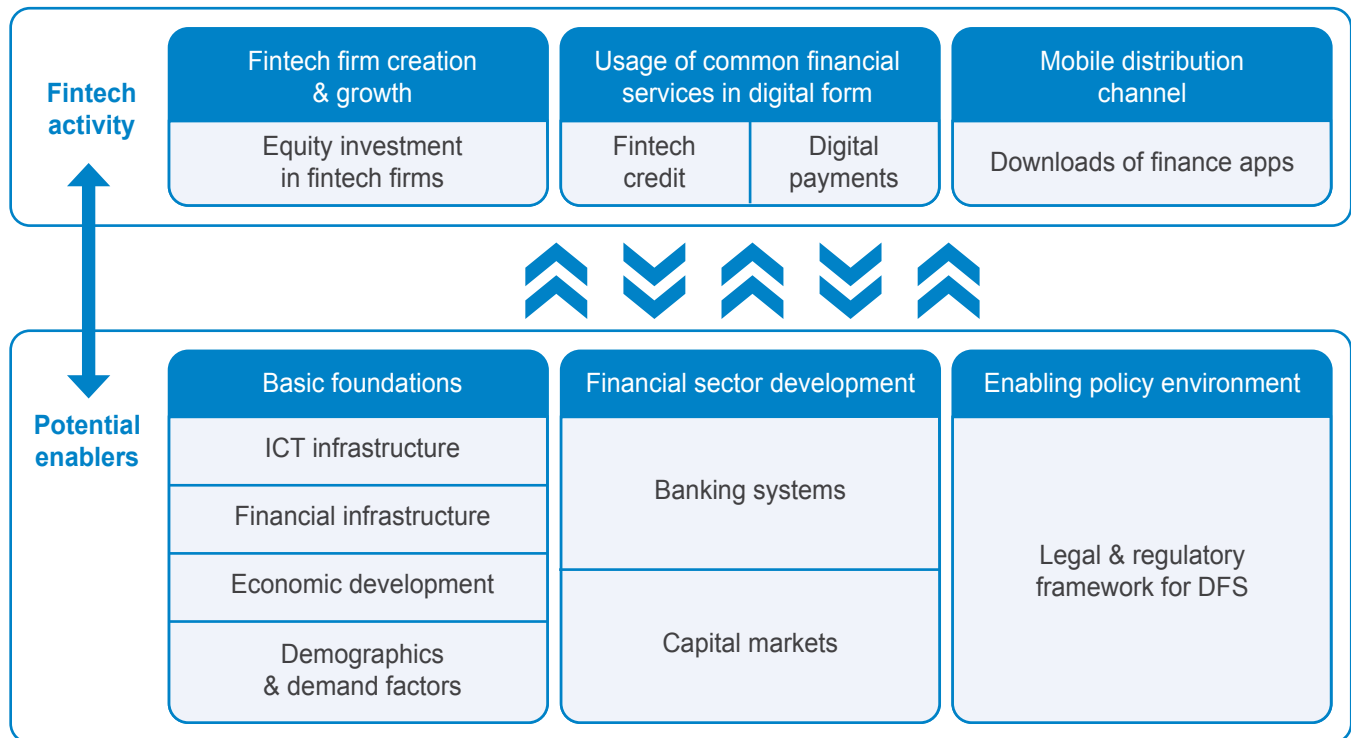 Fintech
activity
Fintech firm creation
& growth
Equity investment
in fintech firms
Usage of common financial
services in digital form
Fintech
credit
Digital
payments
Mobile distribution
channel
Downloads of finance apps
Potential
enablers
Basic foundations
ICT infrastructure
Financial infrastructure
Economic development
Demographics
& demand factors
Financial sector development
Banking systems
Capital markets
Enabling policy environment
Legal & regulatory
framework for DFS